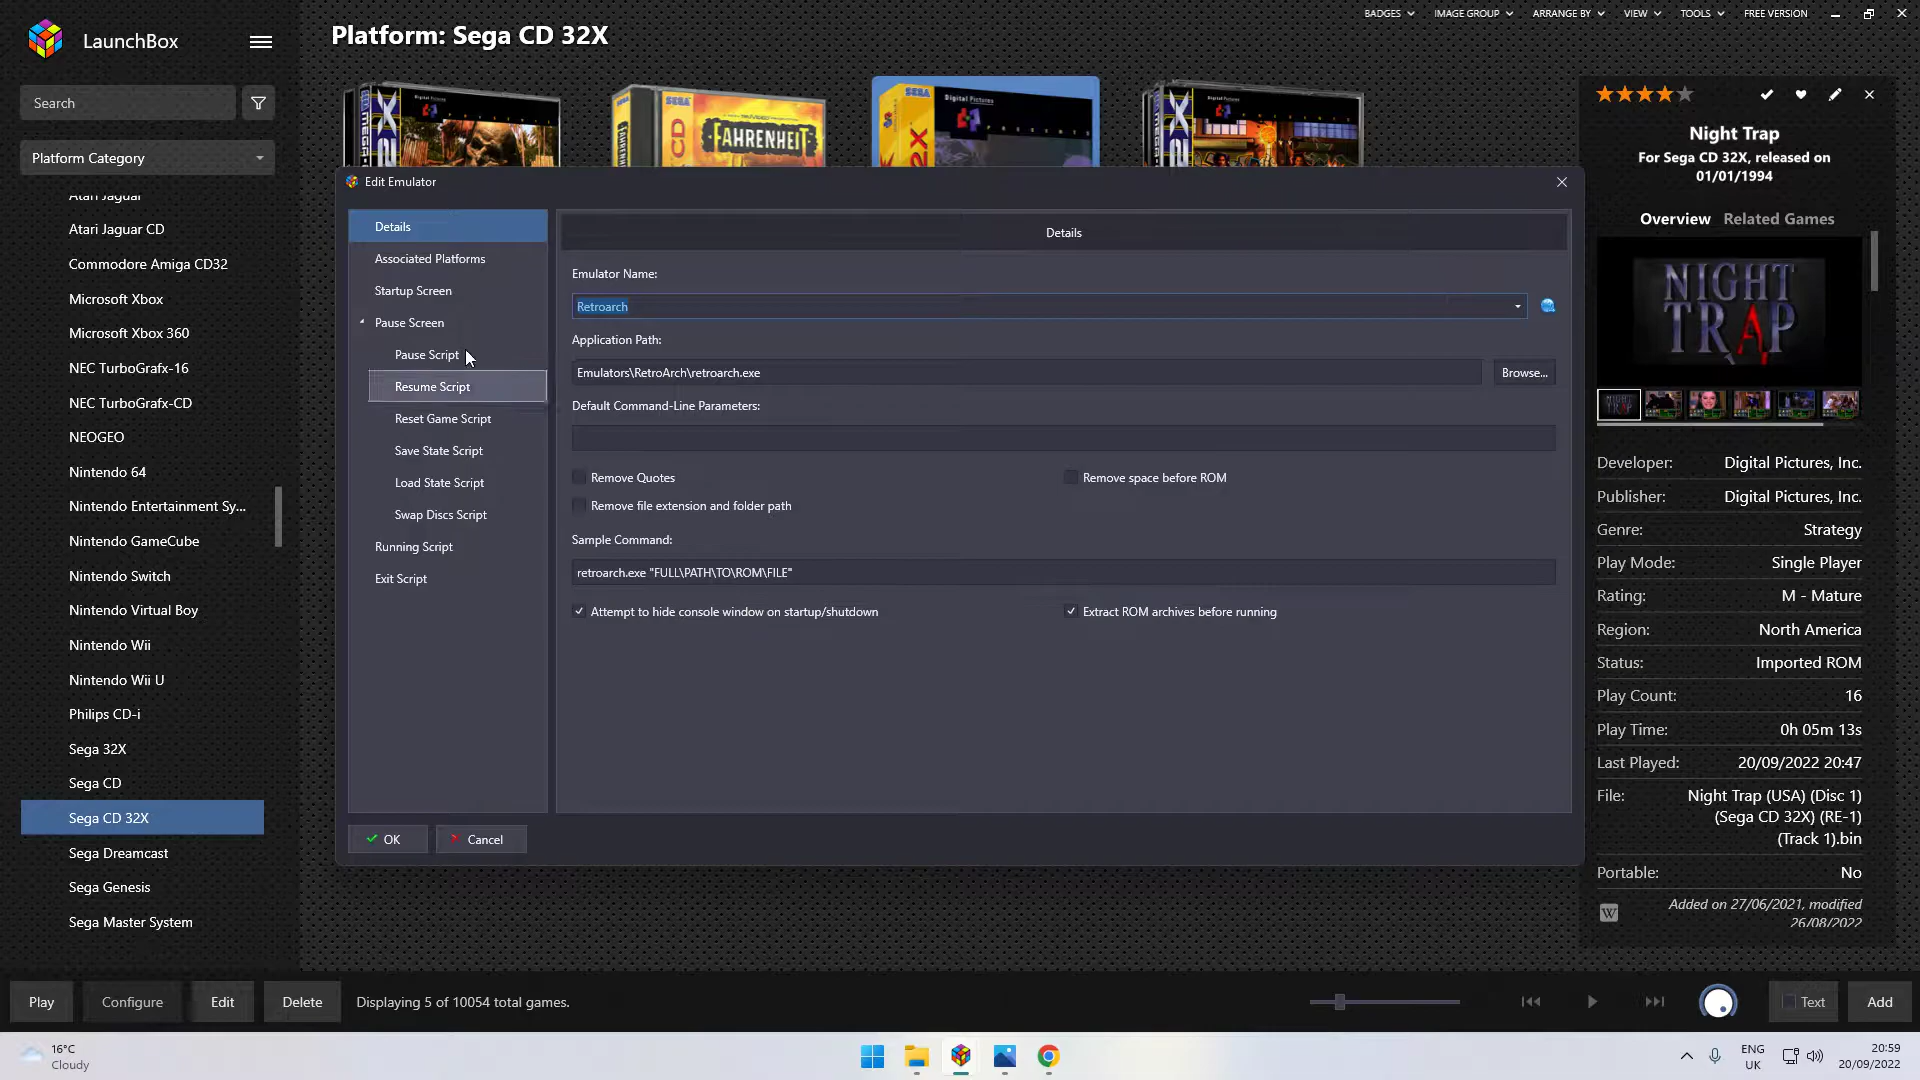 LaunchBox
Platform: Sega CD 32X
BADGES
IMAGE GROUP
ARRANGE BY
VIEW
TOOLS
FREE VERSION
Search
Platform Category
Atari Jaguar
Atari Jaguar CD
Commodore Amiga CD32
Microsoft Xbox
Microsoft Xbox 360
NEC TurboGrafx-16
NEC TurboGrafx-CD
NEOGEO
Nintendo 64
Nintendo Entertainment Sy...
Nintendo GameCube
Nintendo Switch
Nintendo Virtual Boy
Nintendo Wii
Nintendo Wii U
Philips CD-i
Sega 32X
Sega CD
Sega CD 32X
Sega Dreamcast
Sega Genesis
Sega Master System
SEGA
FAHRENHEIT
SEGA
Digital Pictures
Edit Emulator
Details
Associated Platforms
Startup Screen
Pause Screen
Pause Script
Resume Script
Reset Game Script
Save State Script
Load State Script
Swap Discs Script
Running Script
Exit Script
Details
Emulator Name:
Retroarch
Application Path:
Emulators\RetroArch\retroarch.exe
Browse...
Default Command-Line Parameters:
Remove Quotes
Remove space before ROM
Remove file extension and folder path
Sample Command:
retroarch.exe "FULL\PATH\TO\ROM\FILE"
Attempt to hide console window on startup/shutdown
Extract ROM archives before running
OK
Cancel
Night Trap
For Sega CD 32X, released on
01/01/1994
Overview
Related Games
NIGHT
TRAP
Developer: Digital Pictures, Inc.
Publisher: Digital Pictures, Inc.
Genre: Strategy
Play Mode: Single Player
Rating: M - Mature
Region: North America
Status: Imported ROM
Play Count: 16
Play Time: 0h 05m 13s
Last Played: 20/09/2022 20:47
File: Night Trap (USA) (Disc 1)
(Sega CD 32X) (RE-1)
(Track 1).bin
Portable: No
W
Added on 27/06/2021, modified
26/08/2022
Play
Configure
Edit
Delete
Displaying 5 of 10054 total games.
Text
Add
16°C
Cloudy
ENG
UK
20:59
20/09/2022